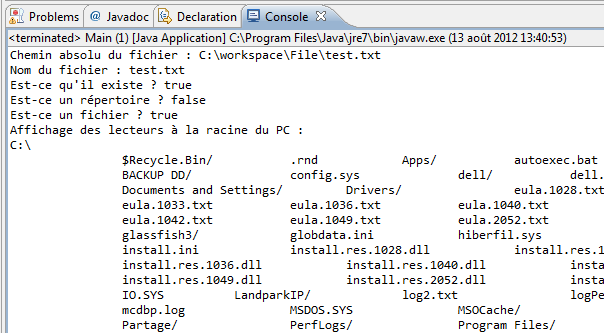 Problems @ Javadoc Declaration Console
<terminated> Main (1) [Java Application] C:\Program Files\Java\jre7\bin\javaw.exe (13 août 2012 13:40:53)
Chemin absolu du fichier : C:\workspace\File\test.txt
Nom du fichier : test.txt
Est-ce qu'il existe ? true
Est-ce un répertoire ? false
Est-ce un fichier ? true
Affichage des lecteurs à la racine du PC :
C:\
$Recycle.Bin/ .rnd Apps/ autoexec.bat
BACKUP DD/ config.sys dell/ dell.
Documents and Settings/ Drivers/ eula.1028.txt
eula.1033.txt eula.1036.txt eula.1040.txt
eula.1042.txt eula.1049.txt eula.2052.txt
glassfish3/ globdata.ini hiberfil.sys
install.ini install.res.1028.dll install.res.1
install.res.1036.dll install.res.1040.dll
install.res.1049.dll install.res.2052.dll
IO.SYS LandparkIP/ log2.txt logPe
mcdbp.log MSDOS.SYS MSOCache/
Partage/ PerfLogs/ Program Files/